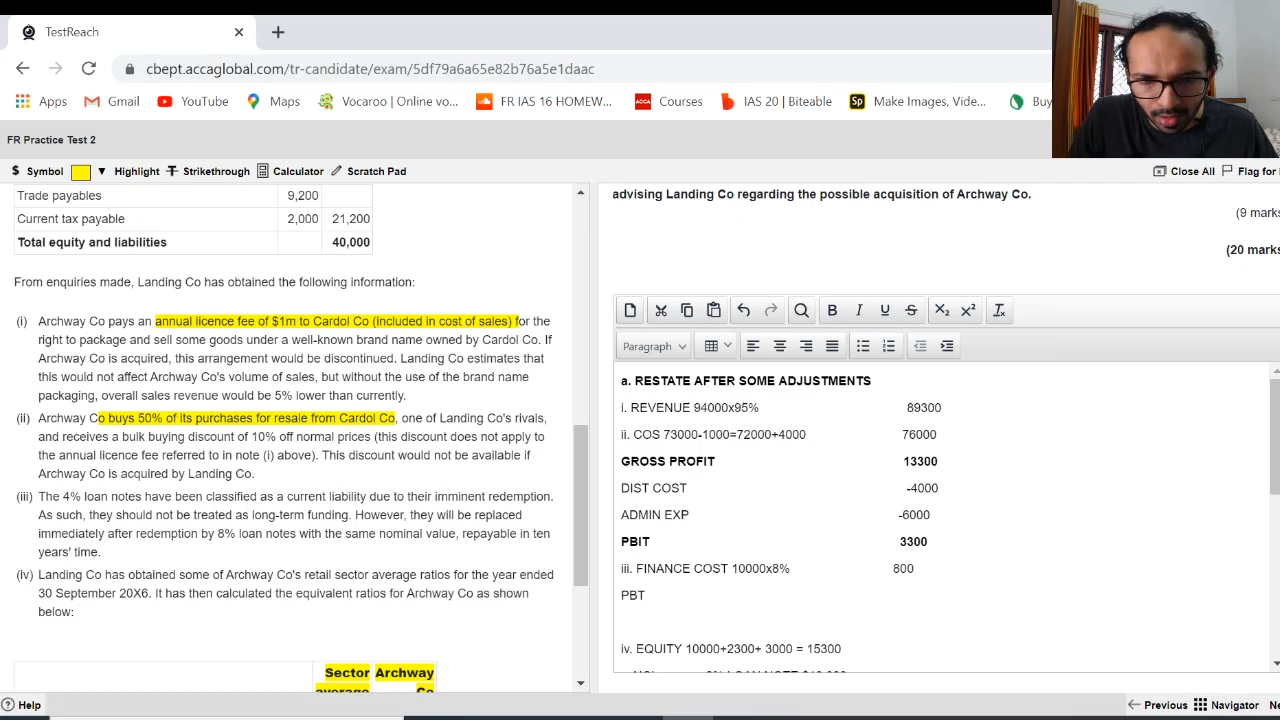 TestReach
cbept.accaglobal.com/tr-candidate/exam/5df79a6a65e82b76a5e1daac
Apps Gmail YouTube Maps Vocaroo | Online vo... FR IAS 16 HOMEW... ACCA Courses IAS 20 | Biteable Sp Make Images, Vide... Buy
FR Practice Test 2
$ Symbol Highlight Strikethrough Calculator Scratch Pad Close All Flag for
Trade payables 9,200
Current tax payable 2,000 21,200
Total equity and liabilities 40,000
From enquiries made, Landing Co has obtained the following information:
(i) Archway Co pays an annual licence fee of $1m to Cardol Co (included in cost of sales) for the
right to package and sell some goods under a well-known brand name owned by Cardol Co. If
Archway Co is acquired, this arrangement would be discontinued. Landing Co estimates that
this would not affect Archway Co's volume of sales, but without the use of the brand name
packaging, overall sales revenue would be 5% lower than currently.
(ii) Archway Co buys 50% of its purchases for resale from Cardol Co, one of Landing Co's rivals,
and receives a bulk buying discount of 10% off normal prices (this discount does not apply to
the annual licence fee referred to in note (i) above). This discount would not be available if
Archway Co is acquired by Landing Co.
(iii) The 4% loan notes have been classified as a current liability due to their imminent redemption.
As such, they should not be treated as long-term funding. However, they will be replaced
immediately after redemption by 8% loan notes with the same nominal value, repayable in ten
years' time.
(iv) Landing Co has obtained some of Archway Co's retail sector average ratios for the year ended
30 September 20X6. It has then calculated the equivalent ratios for Archway Co as shown
below:
Sector Archway
average Co
advising Landing Co regarding the possible acquisition of Archway Co.
(9 marks
(20 marks
Paragraph
a. RESTATE AFTER SOME ADJUSTMENTS
i. REVENUE 94000x95% 89300
ii. COS 73000-1000=72000+4000 76000
GROSS PROFIT 13300
DIST COST -4000
ADMIN EXP -6000
PBIT 3300
iii. FINANCE COST 10000x8% 800
PBT
iv. EQUITY 10000+2300+ 3000 = 15300
Help Previous Navigator Ne